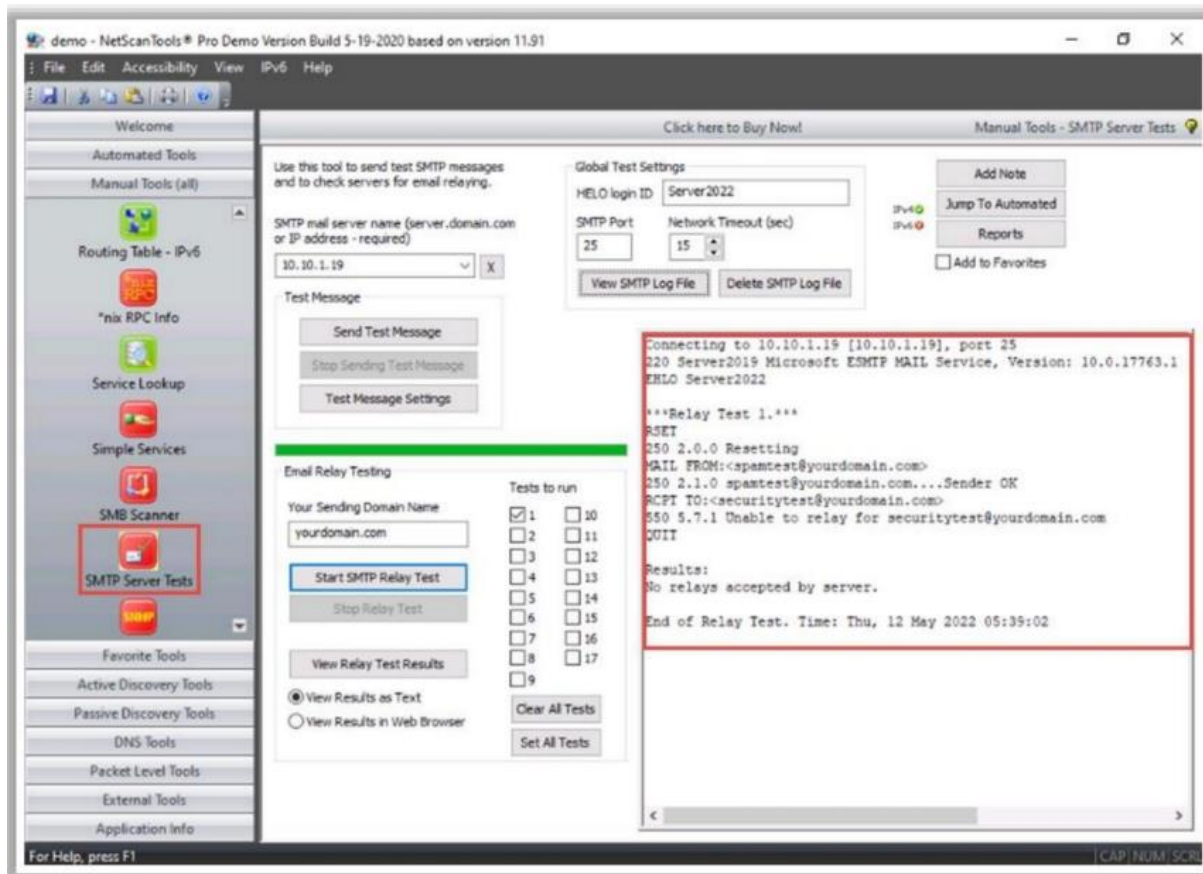 demo - NetScanTools® Pro Demo Version Build 5-19-2020 based on version 11.91
File Edit Accessibility View IPv6 Help
Welcome
Automated Tools
Manual Tools (all)
Routing Table - IPv6
*nix
RPC
*nix RPC Info
Service Lookup
Simple Services
SMB Scanner
SMTP Server Tests
SNMP
Favorite Tools
Active Discovery Tools
Passive Discovery Tools
DNS Tools
Packet Level Tools
External Tools
Application Info
Click here to Buy Now!
Manual Tools - SMTP Server Tests
Use this tool to send test SMTP messages
and to check servers for email relaying.
SMTP mail server name (server.domain.com
or IP address - required)
10.10.1.19
X
Test Message
Send Test Message
Stop Sending Test Message
Test Message Settings
Global Test Settings
HELO login ID Server2022
SMTP Port Network Timeout (sec)
25 15
View SMTP Log File Delete SMTP Log File
IPv4
IPv6
Add Note
Jump To Automated
Reports
Add to Favorites
Email Relay Testing
Your Sending Domain Name
yourdomain.com
Start SMTP Relay Test
Stop Relay Test
View Relay Test Results
View Results as Text
View Results in Web Browser
Tests to run
1 10
2 11
3 12
4 13
5 14
6 15
7 16
8 17
9
Clear All Tests
Set All Tests
Connecting to 10.10.1.19 [10.10.1.19], port 25
220 Server2019 Microsoft ESMTP MAIL Service, Version: 10.0.17763.1
EHLO Server2022
***Relay Test 1.***
RSET
250 2.0.0 Resetting
MAIL FROM:<spamtest@yourdomain.com>
250 2.1.0 spamtest@yourdomain.com....Sender OK
RCPT TO:<securitytest@yourdomain.com>
550 5.7.1 Unable to relay for securitytest@yourdomain.com
QUIT
Results:
No relays accepted by server.
End of Relay Test. Time: Thu, 12 May 2022 05:39:02
For Help, press F1
CAP NUM SCRL